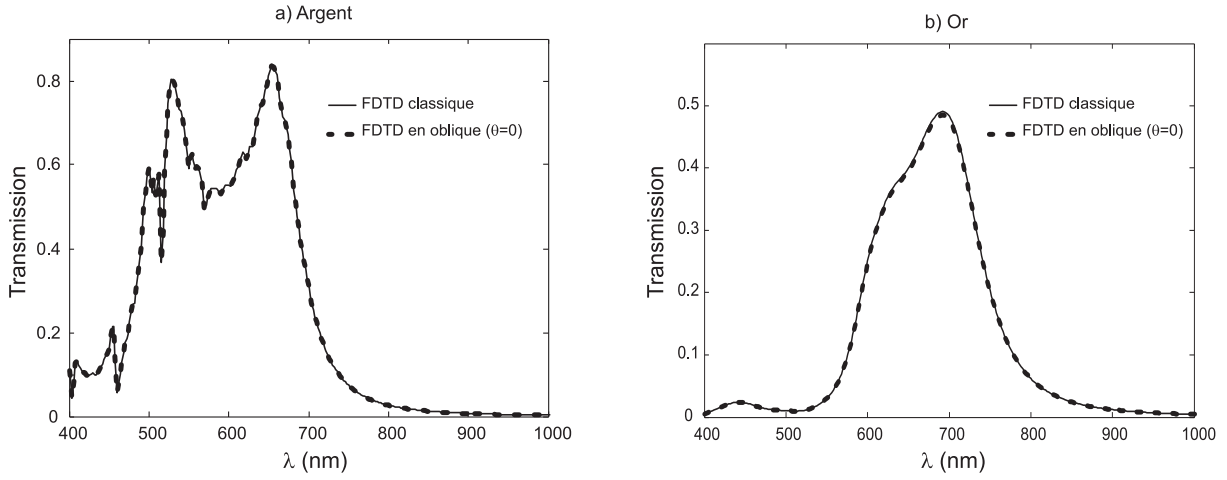 a) Argent
Transmission
0.8
0.6
0.4
0.2
0
400 500 600 700 800 900 1000
λ (nm)
FDTD classique
FDTD en oblique (θ=0)
b) Or
Transmission
0.5
0.4
0.3
0.2
0.1
0
400 500 600 700 800 900 1000
λ (nm)
FDTD classique
FDTD en oblique (θ=0)